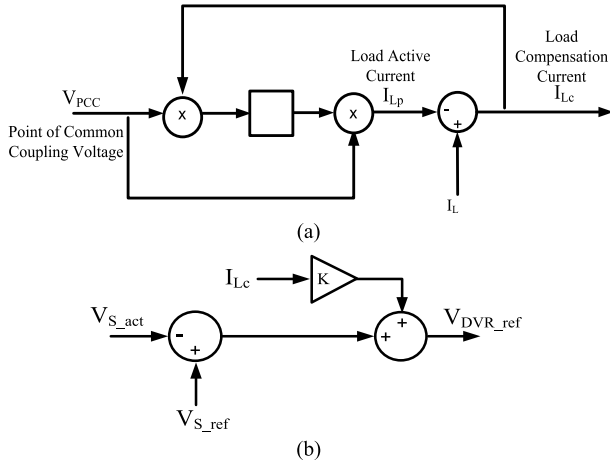 Load Active
Current
I_Lp
Load
Compensation
Current
I_Lc
V_PCC
Point of Common
Coupling Voltage
x
x
-
+
I_L
(a)
I_Lc
K
V_S_act
-
+
+
+
V_DVR_ref
V_S_ref
(b)